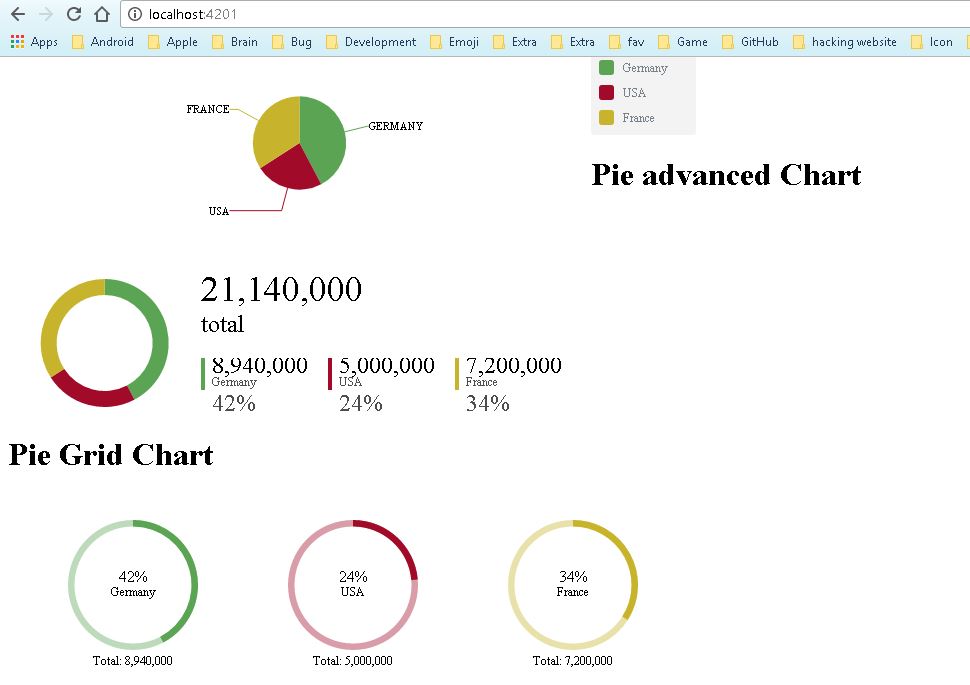 localhost:4201
Apps Android Apple Brain Bug Development Emoji Extra Extra fav Game GitHub hacking website Icon
Germany
USA
France
FRANCE
GERMANY
USA
Pie advanced Chart
21,140,000
total
8,940,000 5,000,000 7,200,000
Germany USA France
42% 24% 34%
Pie Grid Chart
42% 24% 34%
Germany USA France
Total: 8,940,000 Total: 5,000,000 Total: 7,200,000